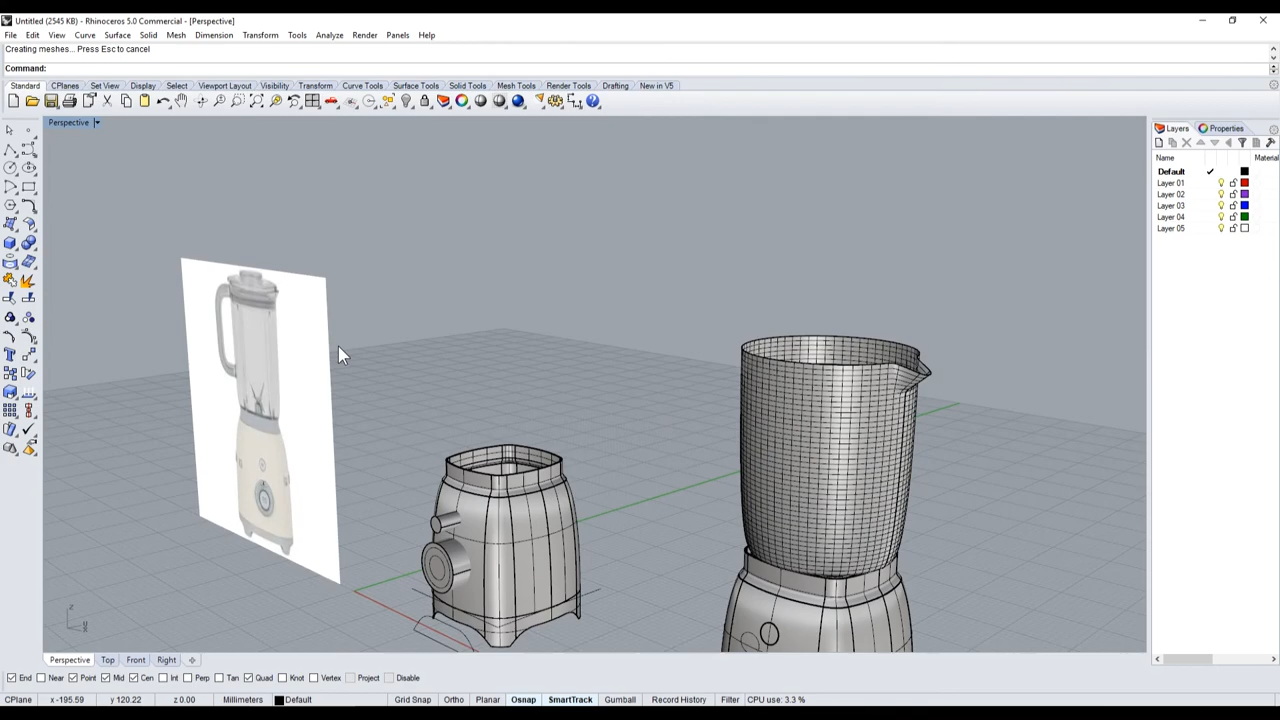 Untitled (2545 KB) - Rhinoceros 5.0 Commercial - [Perspective]
File Edit View Curve Surface Solid Mesh Dimension Transform Tools Analyze Render Panels Help
Creating meshes... Press Esc to cancel
Command:
Standard CPlanes Set View Display Select Viewport Layout Visibility Transform Curve Tools Surface Tools Solid Tools Mesh Tools Render Tools Drafting New in V5
Perspective
Layers Properties
Name Material
Default
Layer 01
Layer 02
Layer 03
Layer 04
Layer 05
z
Perspective Top Front Right
End Near Point Mid Cen Int Perp Tan Quad Knot Vertex Project Disable
CPlane x -195.59 y 120.22 z 0.00 Millimeters Default Grid Snap Ortho Planar Osnap SmartTrack Gumball Record History Filter CPU use: 3.3 %